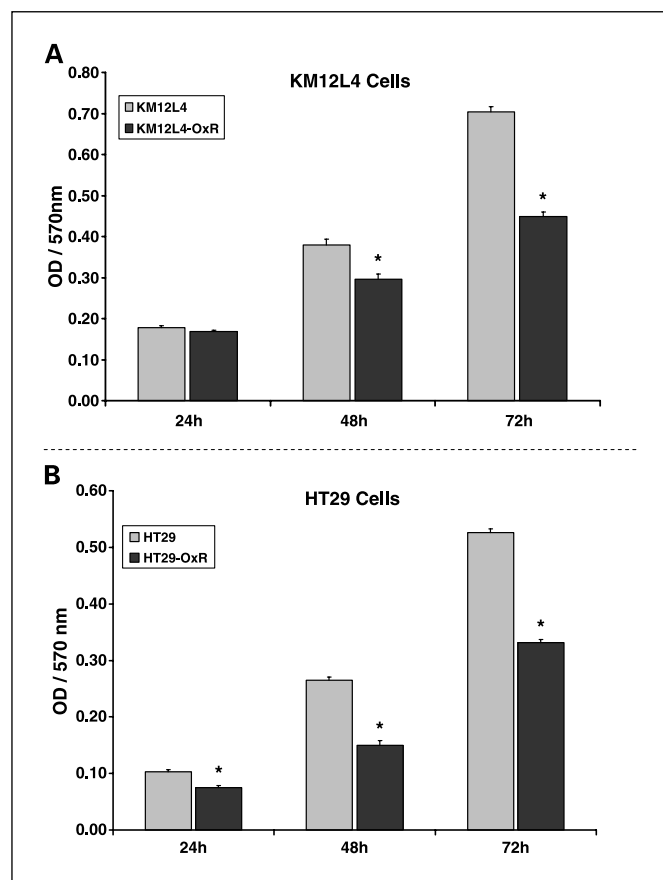 A
KM12L4 Cells
0.80
0.70
0.60
0.50
0.40
0.30
0.20
0.10
0.00
OD / 570nm
KM12L4
KM12L4-OxR
*
*
24h 48h 72h
B
HT29 Cells
0.60
0.50
0.40
0.30
0.20
0.10
0.00
OD / 570 nm
HT29
HT29-OxR
*
*
*
24h 48h 72h